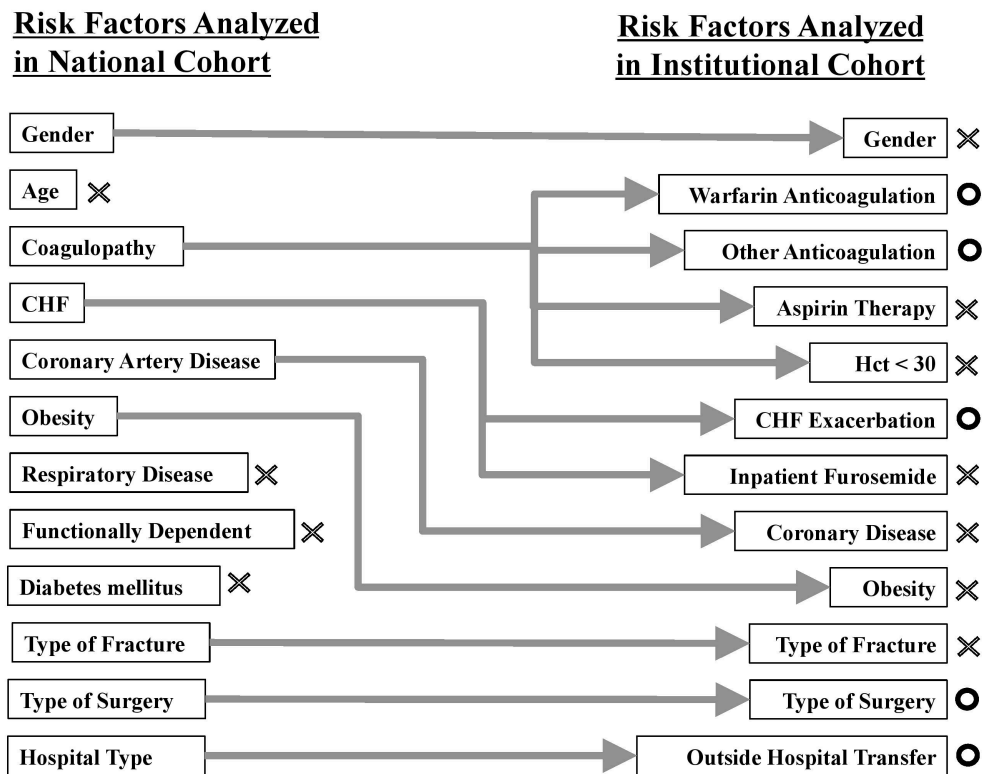 Risk Factors Analyzed
in National Cohort
Risk Factors Analyzed
in Institutional Cohort
Gender
Gender
Age
Warfarin Anticoagulation
Coagulopathy
Other Anticoagulation
CHF
Aspirin Therapy
Coronary Artery Disease
Hct < 30
Obesity
CHF Exacerbation
Respiratory Disease
Inpatient Furosemide
Functionally Dependent
Coronary Disease
Diabetes mellitus
Obesity
Type of Fracture
Type of Fracture
Type of Surgery
Type of Surgery
Hospital Type
Outside Hospital Transfer